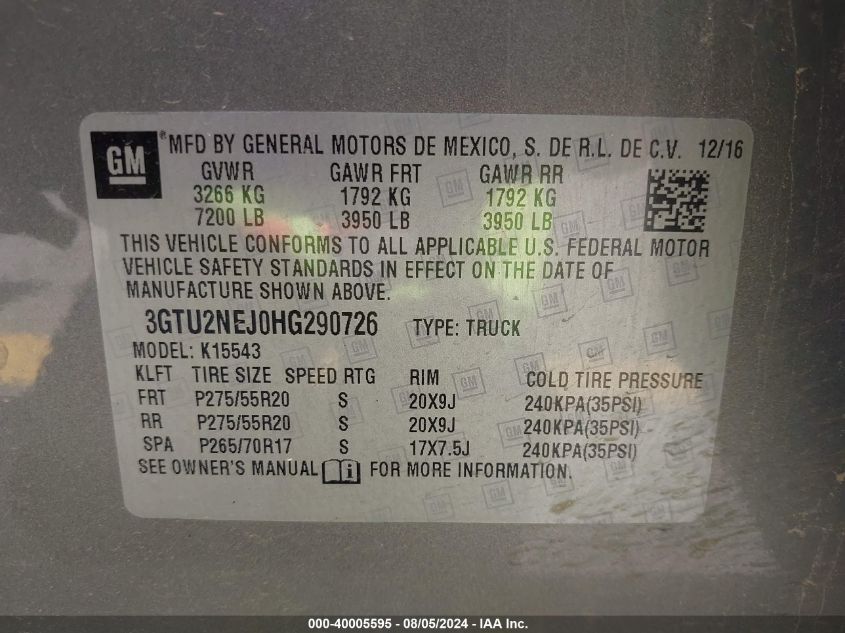 GM ® MFD BY GENERAL MOTORS DE MEXICO, S. DE R.L. DE C.V. 12/16
GVWR GAWR FRT GAWR RR
3266 KG 1792 KG 1792 KG
7200 LB 3950 LB 3950 LB
THIS VEHICLE CONFORMS TO ALL APPLICABLE U.S. FEDERAL MOTOR
VEHICLE SAFETY STANDARDS IN EFFECT ON THE DATE OF
MANUFACTURE SHOWN ABOVE.
3GTU2NEJ0HG290726 TYPE: TRUCK
MODEL: K15543
KLFT TIRE SIZE SPEED RTG RIM COLD TIRE PRESSURE
FRT P275/55R20 S 20X9J 240KPA(35PSI)
RR P275/55R20 S 20X9J 240KPA(35PSI)
SPA P265/70R17 S 17X7.5J 240KPA(35PSI)
SEE OWNER'S MANUAL i FOR MORE INFORMATION.
000-40005595 - 08/05/2024 - IAA Inc.